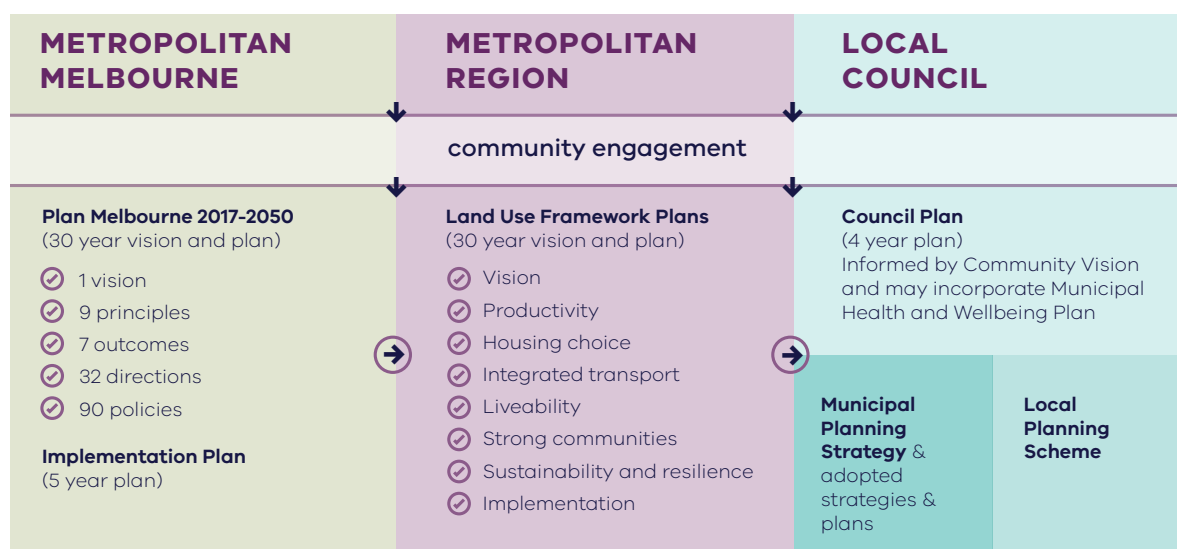 METROPOLITAN
MELBOURNE
METROPOLITAN
REGION
LOCAL
COUNCIL
community engagement
Plan Melbourne 2017-2050
(30 year vision and plan)
1 vision
9 principles
7 outcomes
32 directions
90 policies
Implementation Plan
(5 year plan)
Land Use Framework Plans
(30 year vision and plan)
Vision
Productivity
Housing choice
Integrated transport
Liveability
Strong communities
Sustainability and resilience
Implementation
Council Plan
(4 year plan)
Informed by Community Vision
and may incorporate Municipal
Health and Wellbeing Plan
Municipal
Planning
Strategy &
adopted
strategies &
plans
Local
Planning
Scheme